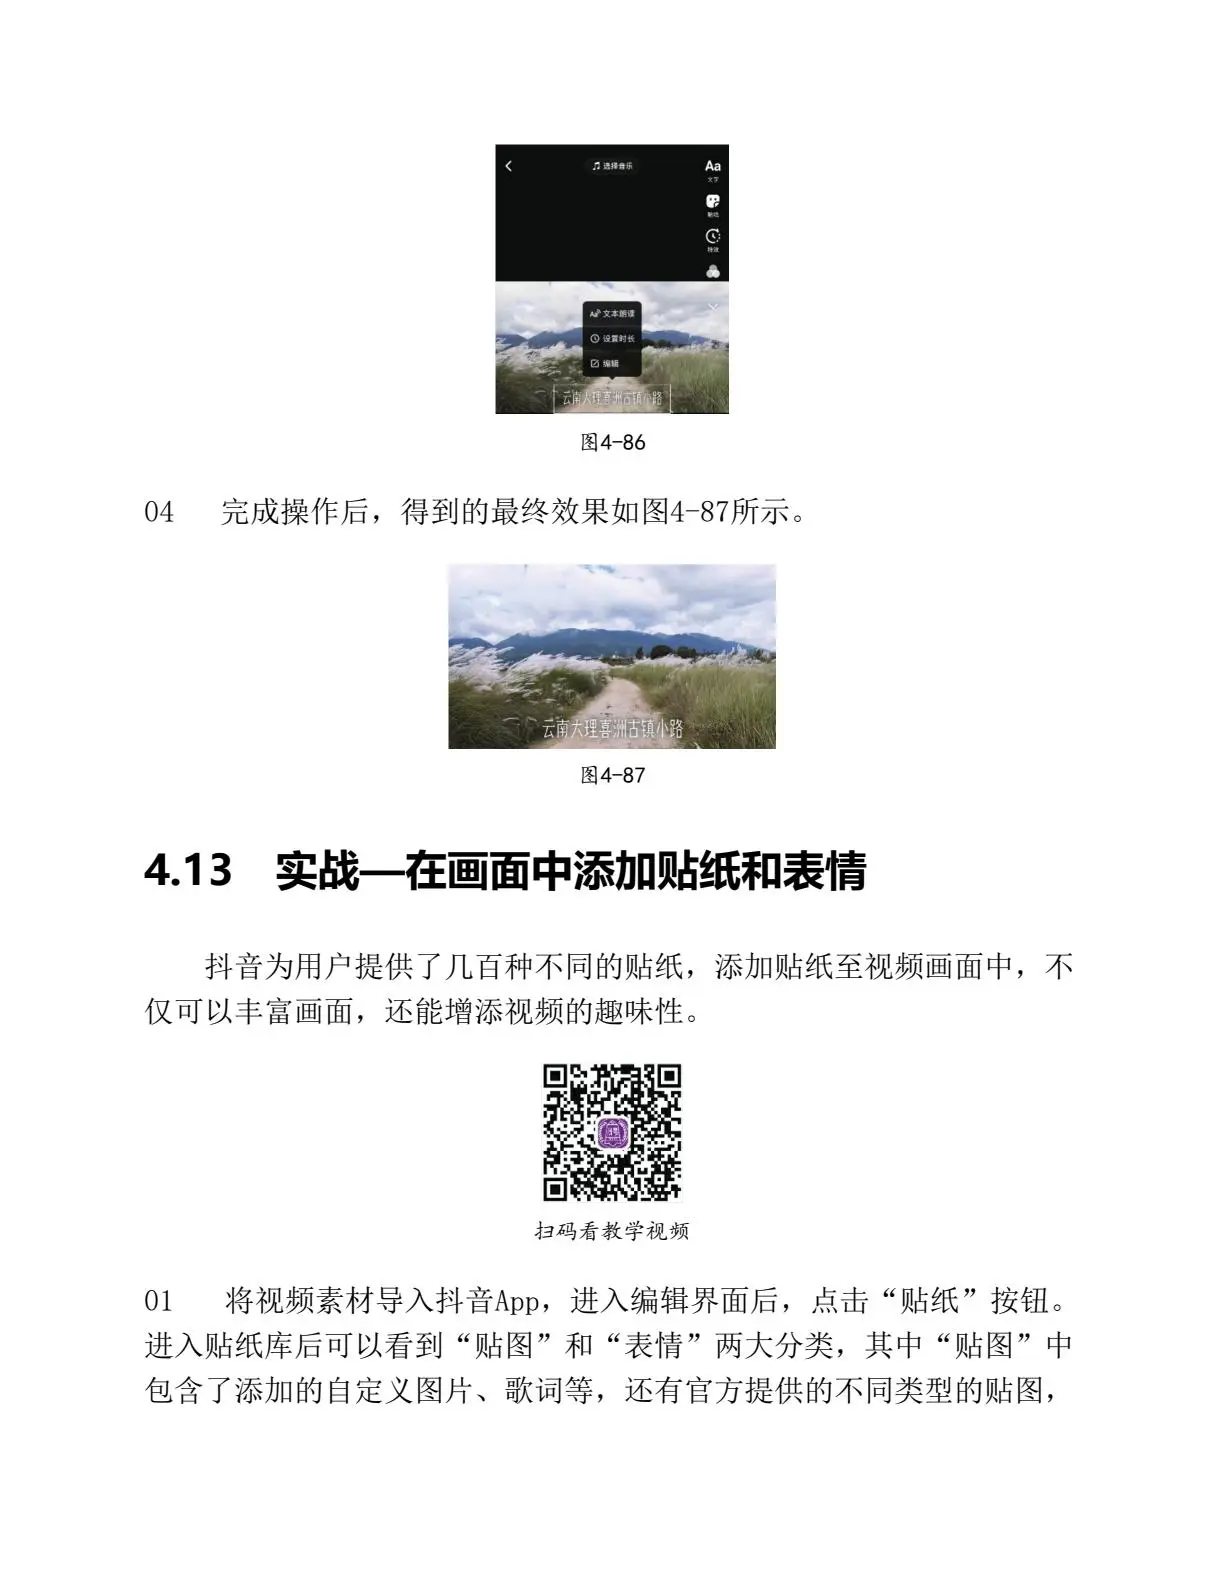 选择音乐
Aa
文字
贴纸
特效
文本朗读
设置时长
编辑
云南大理喜洲古镇小路
图4-86
04 完成操作后，得到的最终效果如图4-87所示。
云南大理喜洲古镇小路
图4-87
4.13 实战—在画面中添加贴纸和表情
抖音为用户提供了几百种不同的贴纸，添加贴纸至视频画面中，不
仅可以丰富画面，还能增添视频的趣味性。
扫码看教学视频
01 将视频素材导入抖音App，进入编辑界面后，点击“贴纸”按钮。
进入贴纸库后可以看到“贴图”和“表情”两大分类，其中“贴图”中
包含了添加的自定义图片、歌词等，还有官方提供的不同类型的贴图，